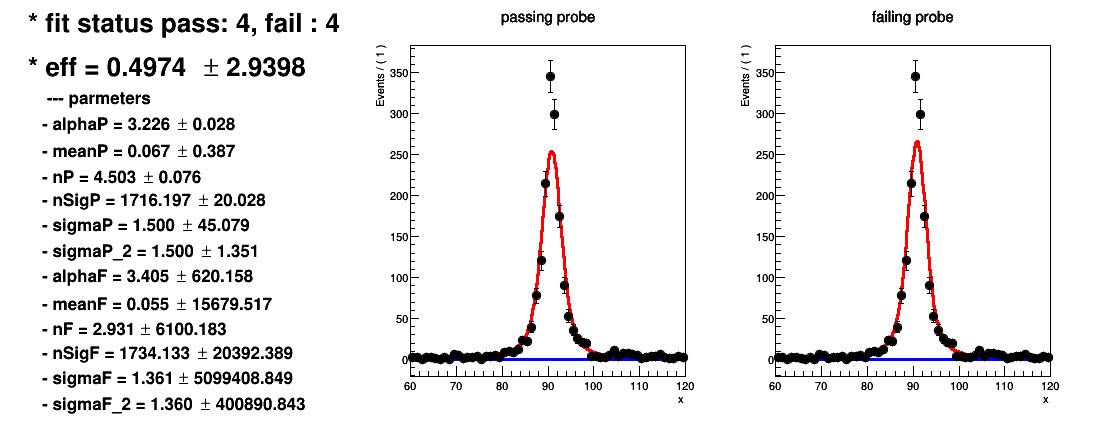 * fit status pass: 4, fail : 4
* eff = 0.4974 ± 2.9398
--- parmeters
- alphaP = 3.226 ± 0.028
- meanP = 0.067 ± 0.387
- nP = 4.503 ± 0.076
- nSigP = 1716.197 ± 20.028
- sigmaP = 1.500 ± 45.079
- sigmaP_2 = 1.500 ± 1.351
- alphaF = 3.405 ± 620.158
- meanF = 0.055 ± 15679.517
- nF = 2.931 ± 6100.183
- nSigF = 1734.133 ± 20392.389
- sigmaF = 1.361 ± 5099408.849
- sigmaF_2 = 1.360 ± 400890.843
passing probe
Events / ( 1 )
350
300
250
200
150
100
50
0
60 70 80 90 100 110 120
x
failing probe
Events / ( 1 )
350
300
250
200
150
100
50
0
60 70 80 90 100 110 120
x